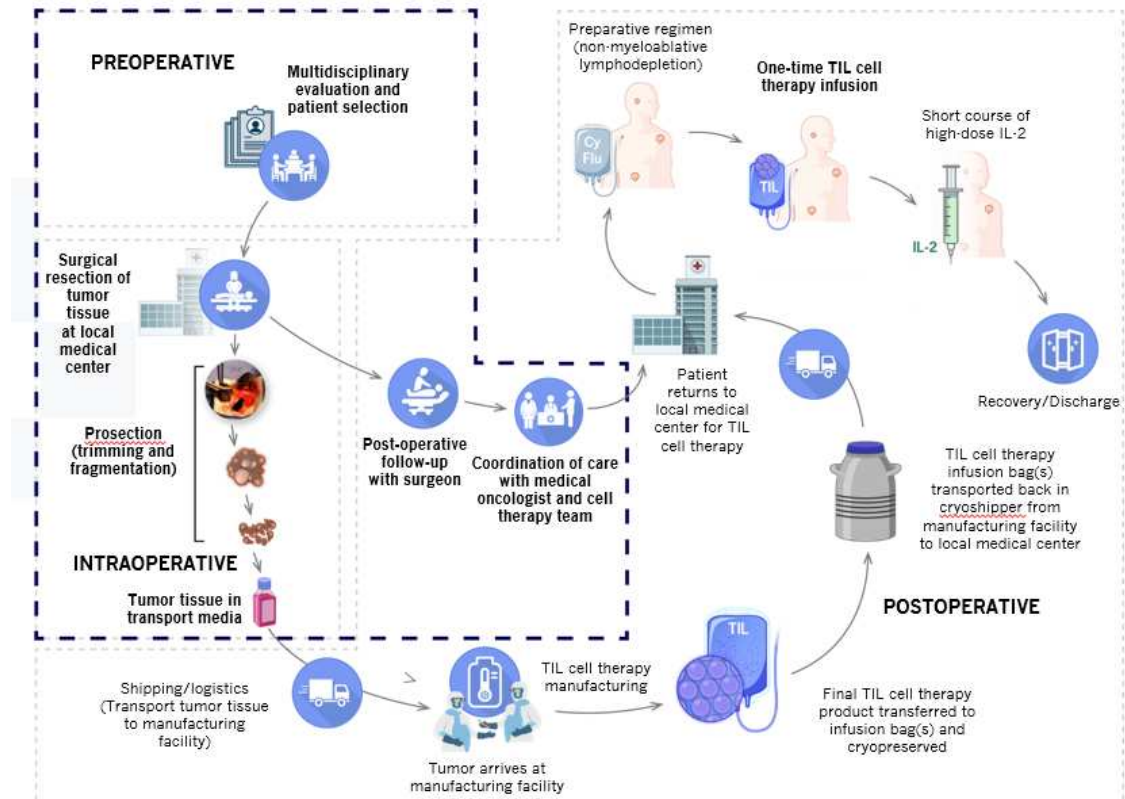 PREOPERATIVE
Multidisciplinary
evaluation and
patient selection
Surgical
resection of
tumor
tissue
at local
medical
center
Prosection
(trimming and
fragmentation)
INTRAOPERATIVE
Tumor tissue in
transport media
Post-operative
follow-up
with surgeon
Coordination of care
with medical
oncologist and cell
therapy team
Shipping/logistics
(Transport tumor tissue
to manufacturing
facility)
Tumor arrives at
manufacturing facility
TIL cell therapy
manufacturing
TIL
Final TIL cell therapy
product transferred to
infusion bag(s) and
cryopreserved
POSTOPERATIVE
TIL cell therapy
infusion bag(s)
transported back in
cryoshipper from
manufacturing facility
to local medical center
Patient
returns to
local medical
center for TIL
cell therapy
Preparative regimen
(non-myeloablative
lymphodepletion)
Cy
Flu
One-time TIL cell
therapy infusion
TIL
Short course of
high-dose IL-2
IL-2
Recovery/Discharge